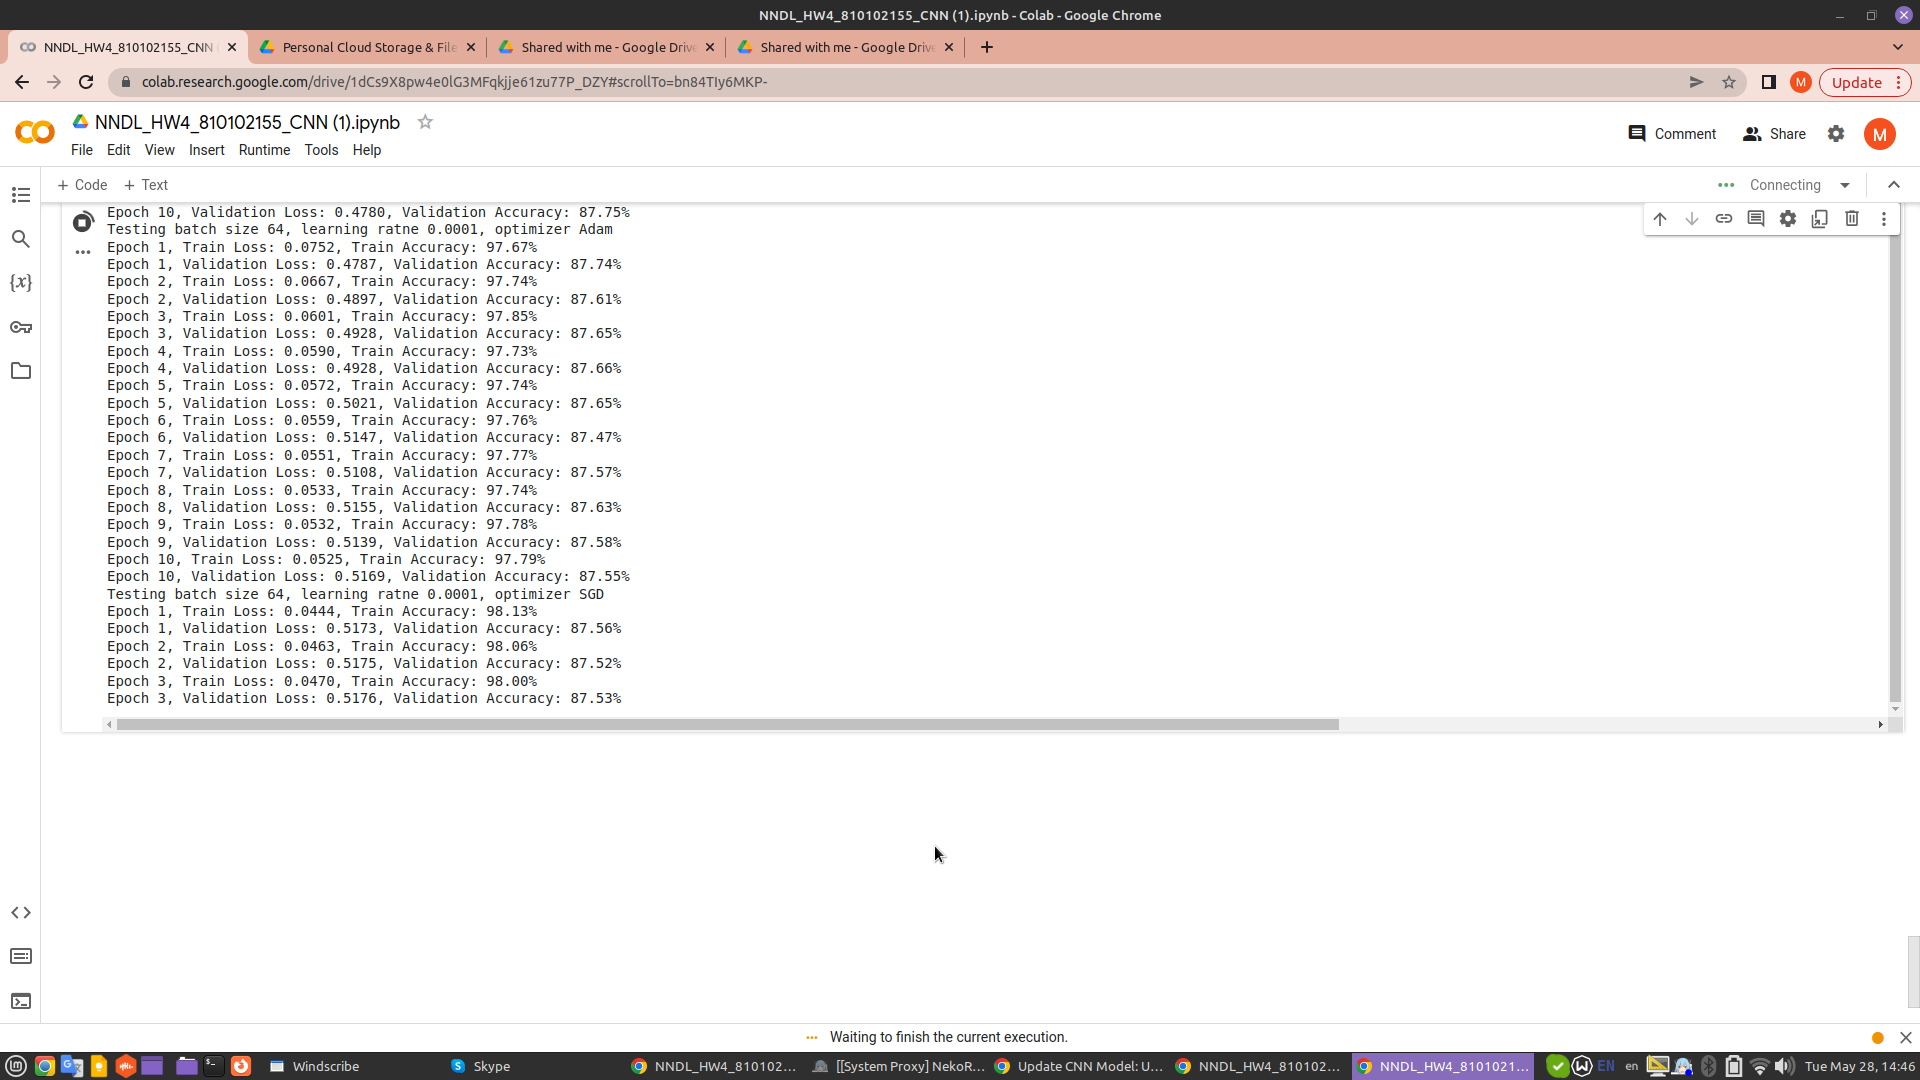 NNDL_HW4_810102155_CNN (1).ipynb - Colab - Google Chrome
NNDL_HW4_810102155_CNN
Personal Cloud Storage & File
Shared with me - Google Drive
Shared with me - Google Drive
colab.research.google.com/drive/1dCs9X8pw4e0lG3MFqkjje61zu77P_DZY#scrollTo=bn84TIy6MKP-
M
Update
NNDL_HW4_810102155_CNN (1).ipynb
File Edit View Insert Runtime Tools Help
Comment
Share
M
+ Code + Text
Connecting
Epoch 10, Validation Loss: 0.4780, Validation Accuracy: 87.75%
Testing batch size 64, learning ratne 0.0001, optimizer Adam
Epoch 1, Train Loss: 0.0752, Train Accuracy: 97.67%
Epoch 1, Validation Loss: 0.4787, Validation Accuracy: 87.74%
Epoch 2, Train Loss: 0.0667, Train Accuracy: 97.74%
Epoch 2, Validation Loss: 0.4897, Validation Accuracy: 87.61%
Epoch 3, Train Loss: 0.0601, Train Accuracy: 97.85%
Epoch 3, Validation Loss: 0.4928, Validation Accuracy: 87.65%
Epoch 4, Train Loss: 0.0590, Train Accuracy: 97.73%
Epoch 4, Validation Loss: 0.4928, Validation Accuracy: 87.66%
Epoch 5, Train Loss: 0.0572, Train Accuracy: 97.74%
Epoch 5, Validation Loss: 0.5021, Validation Accuracy: 87.65%
Epoch 6, Train Loss: 0.0559, Train Accuracy: 97.76%
Epoch 6, Validation Loss: 0.5147, Validation Accuracy: 87.47%
Epoch 7, Train Loss: 0.0551, Train Accuracy: 97.77%
Epoch 7, Validation Loss: 0.5108, Validation Accuracy: 87.57%
Epoch 8, Train Loss: 0.0533, Train Accuracy: 97.74%
Epoch 8, Validation Loss: 0.5155, Validation Accuracy: 87.63%
Epoch 9, Train Loss: 0.0532, Train Accuracy: 97.78%
Epoch 9, Validation Loss: 0.5139, Validation Accuracy: 87.58%
Epoch 10, Train Loss: 0.0525, Train Accuracy: 97.79%
Epoch 10, Validation Loss: 0.5169, Validation Accuracy: 87.55%
Testing batch size 64, learning ratne 0.0001, optimizer SGD
Epoch 1, Train Loss: 0.0444, Train Accuracy: 98.13%
Epoch 1, Validation Loss: 0.5173, Validation Accuracy: 87.56%
Epoch 2, Train Loss: 0.0463, Train Accuracy: 98.06%
Epoch 2, Validation Loss: 0.5175, Validation Accuracy: 87.52%
Epoch 3, Train Loss: 0.0470, Train Accuracy: 98.00%
Epoch 3, Validation Loss: 0.5176, Validation Accuracy: 87.53%
Waiting to finish the current execution.
Windscribe
Skype
NNDL_HW4_810102...
[[System Proxy] NekoR...
Update CNN Model: U...
NNDL_HW4_810102...
NNDL_HW4_8101021...
EN
en
Tue May 28, 14:46